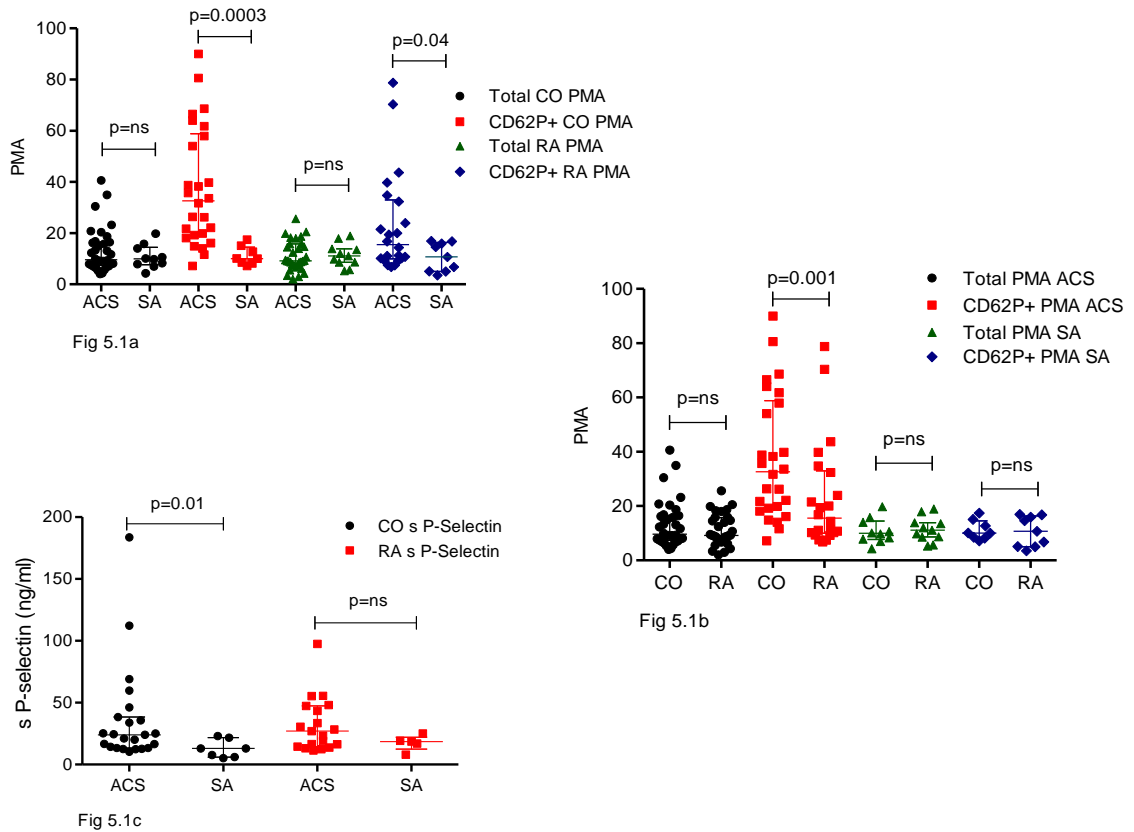 p=0.0003
p=0.04
p=ns
p=ns
PMA
100
80
60
40
20
0
ACS SA ACS SA ACS SA ACS SA
Total CO PMA
CD62P+ CO PMA
Total RA PMA
CD62P+ RA PMA
Fig 5.1a
p=0.001
p=ns
p=ns
p=ns
PMA
100
80
60
40
20
0
CO RA CO RA CO RA CO RA
Total PMA ACS
CD62P+ PMA ACS
Total PMA SA
CD62P+ PMA SA
Fig 5.1b
p=0.01
p=ns
s P-selectin (ng/ml)
200
150
100
50
0
ACS SA ACS SA
CO s P-Selectin
RA s P-Selectin
Fig 5.1c